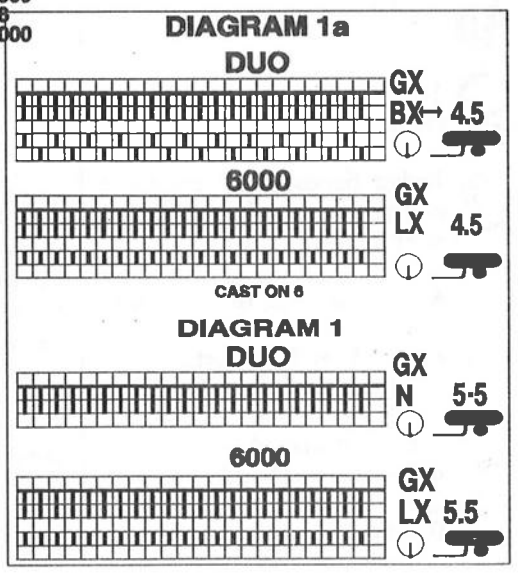 000
DIAGRAM 1a
DUO
GX
BX↔ 4.5
6000
GX
LX 4.5
CAST ON 6
DIAGRAM 1
DUO
GX
N 5-5
6000
GX
LX 5.5